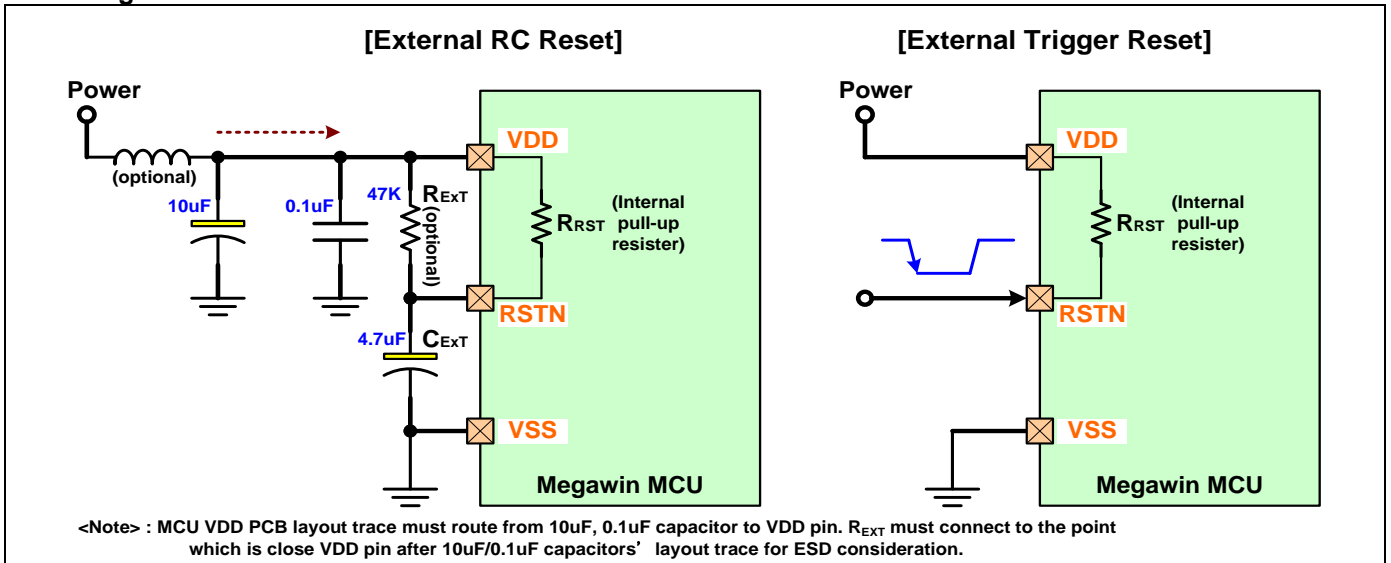 [External RC Reset]
[External Trigger Reset]
Power
VDD
(optional)
10uF
0.1uF
47K
RExT
(optional)
RRST
(Internal
pull-up
resister)
RSTN
4.7uF
CExT
VSS
Megawin MCU
Power
VDD
RRST
(Internal
pull-up
resister)
RSTN
VSS
Megawin MCU
<Note> : MCU VDD PCB layout trace must route from 10uF, 0.1uF capacitor to VDD pin. REXT must connect to the point
which is close VDD pin after 10uF/0.1uF capacitors' layout trace for ESD consideration.